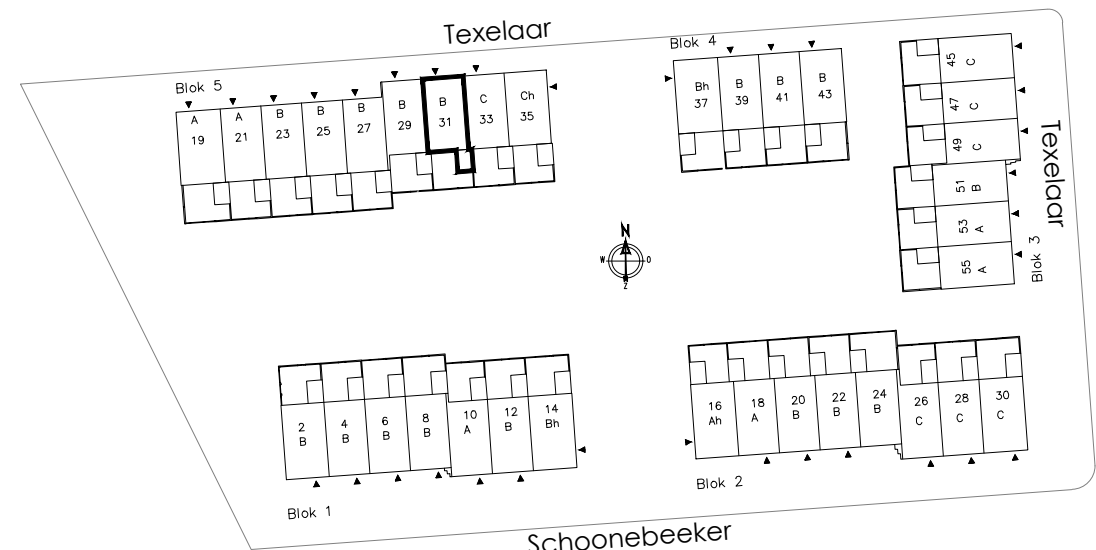 Texelaar
Blok 4
Blok 5
A 19
A 21
B 23
B 25
B 27
B 29
B 31
C 33
Ch 35
Bh 37
B 39
B 41
B 43
45 C
47 C
49 C
51 B
53 A
55 A
Texelaar
Blok 3
N
W O
Z
2 B
4 B
6 B
8 B
10 A
12 B
14 Bh
16 Ah
18 A
20 B
22 B
24 B
26 C
28 C
30 C
Blok 1
Blok 2
Schoonebeeker